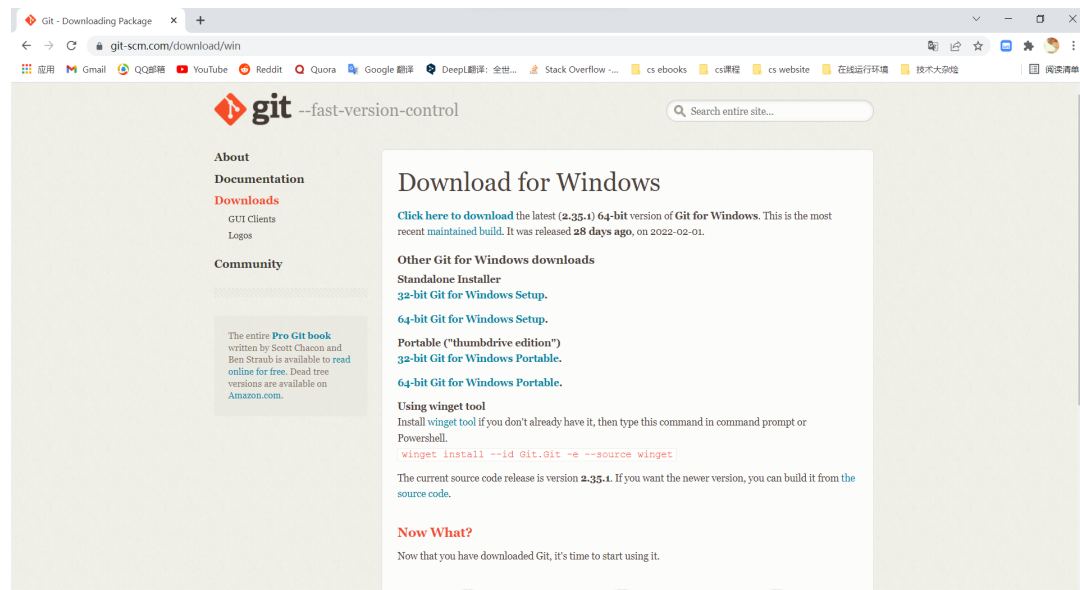 Git - Downloading Package
git-scm.com/download/win
应用 Gmail QQ邮箱 YouTube Reddit Quora Google 翻译 DeepL翻译：全世... Stack Overflow -... cs ebooks cs课程 cs website 在线运行环境 技术大杂烩 阅读清单
git --fast-version-control
Search entire site...
About
Documentation
Downloads
GUI Clients
Logos
Community
The entire Pro Git book
written by Scott Chacon and
Ben Straub is available to read
online for free. Dead tree
versions are available on
Amazon.com.
Download for Windows
Click here to download the latest (2.35.1) 64-bit version of Git for Windows. This is the most
recent maintained build. It was released 28 days ago, on 2022-02-01.
Other Git for Windows downloads
Standalone Installer
32-bit Git for Windows Setup.
64-bit Git for Windows Setup.
Portable ("thumbdrive edition")
32-bit Git for Windows Portable.
64-bit Git for Windows Portable.
Using winget tool
Install winget tool if you don't already have it, then type this command in command prompt or
Powershell.
winget install --id Git.Git -e --source winget
The current source code release is version 2.35.1. If you want the newer version, you can build it from the
source code.
Now What?
Now that you have downloaded Git, it's time to start using it.